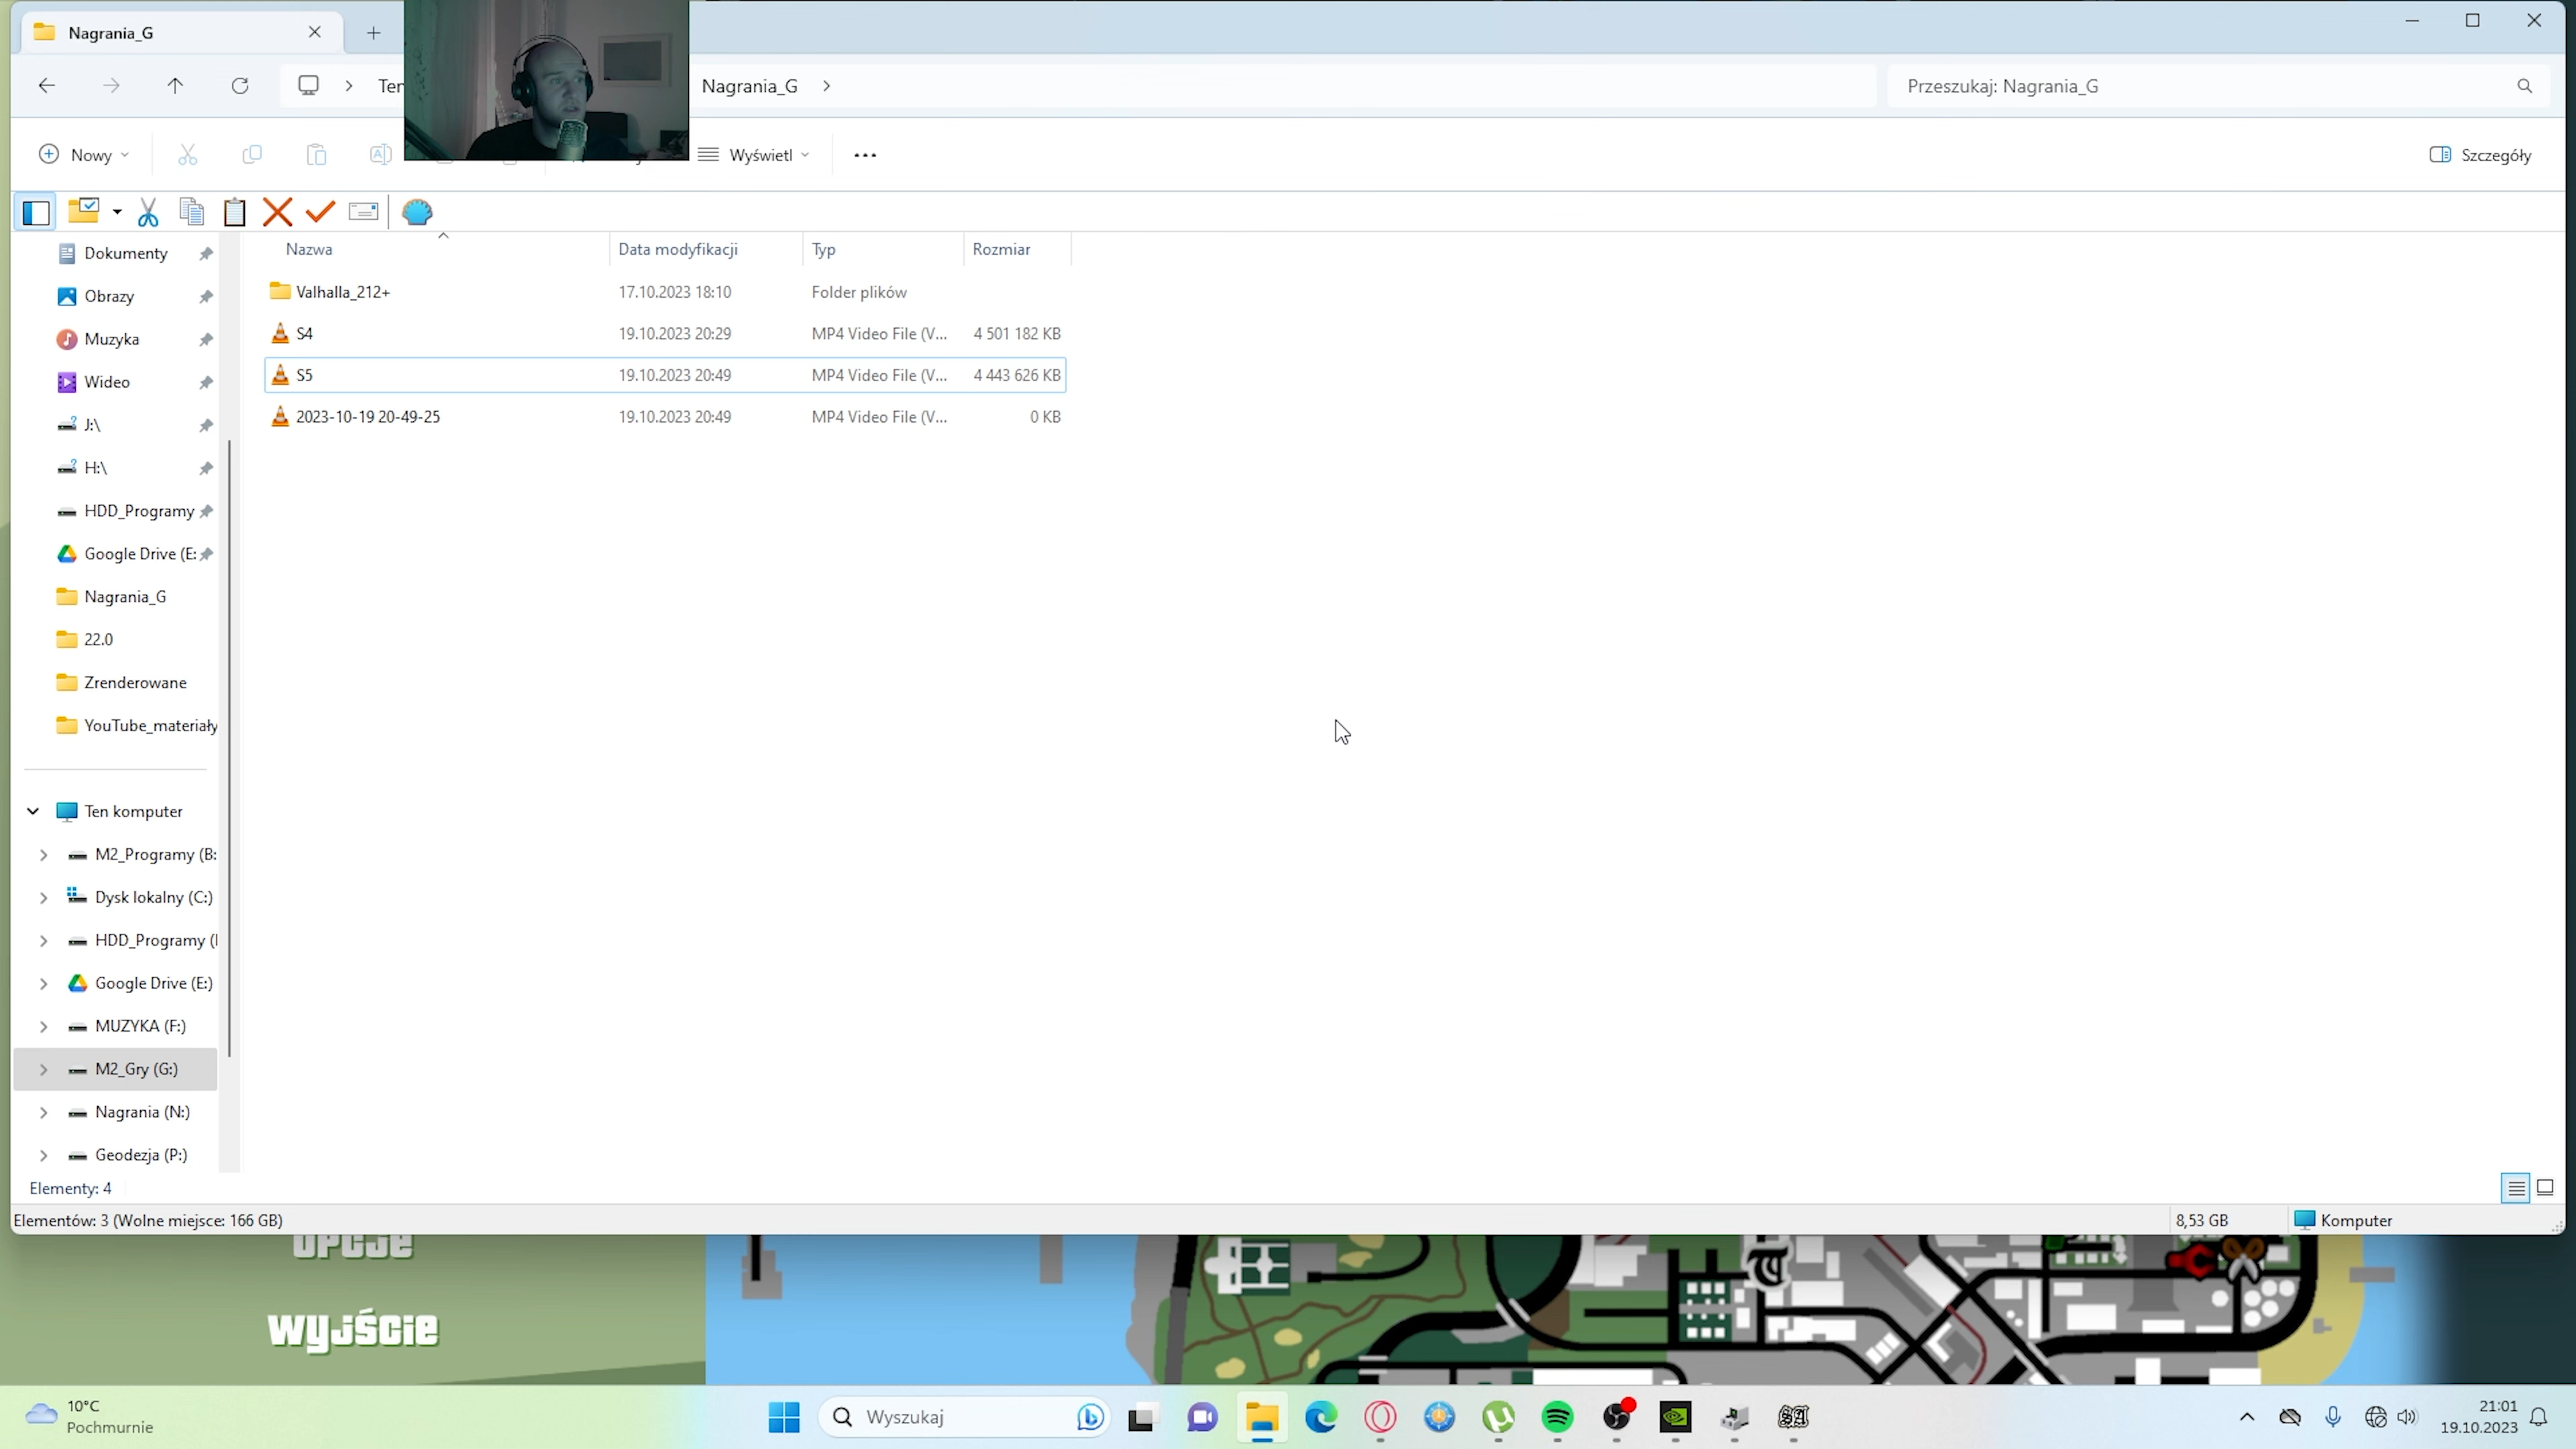 Nagrania_G
Nagrania_G
Przeszukaj: Nagrania_G
Nowy
Wyświetl
Szczegóły
Nazwa
Data modyfikacji
Typ
Rozmiar
Valhalla_212+
17.10.2023 18:10
Folder plików
S4
19.10.2023 20:29
MP4 Video File (V...
4 501 182 KB
S5
19.10.2023 20:49
MP4 Video File (V...
4 443 626 KB
2023-10-19 20-49-25
19.10.2023 20:49
MP4 Video File (V...
0 KB
Dokumenty
Obrazy
Muzyka
Wideo
J:\
H:\
HDD_Programy
Google Drive (E:
Nagrania_G
22.0
Zrenderowane
YouTube_materiały
Ten komputer
M2_Programy (B:
Dysk lokalny (C:)
HDD_Programy (
Google Drive (E:)
MUZYKA (F:)
M2_Gry (G:)
Nagrania (N:)
Geodezja (P:)
Elementy: 4
Elementów: 3 (Wolne miejsce: 166 GB)
8,53 GB
Komputer
opcje
wyjście
10°C
Pochmurnie
Wyszukaj
21:01
19.10.2023